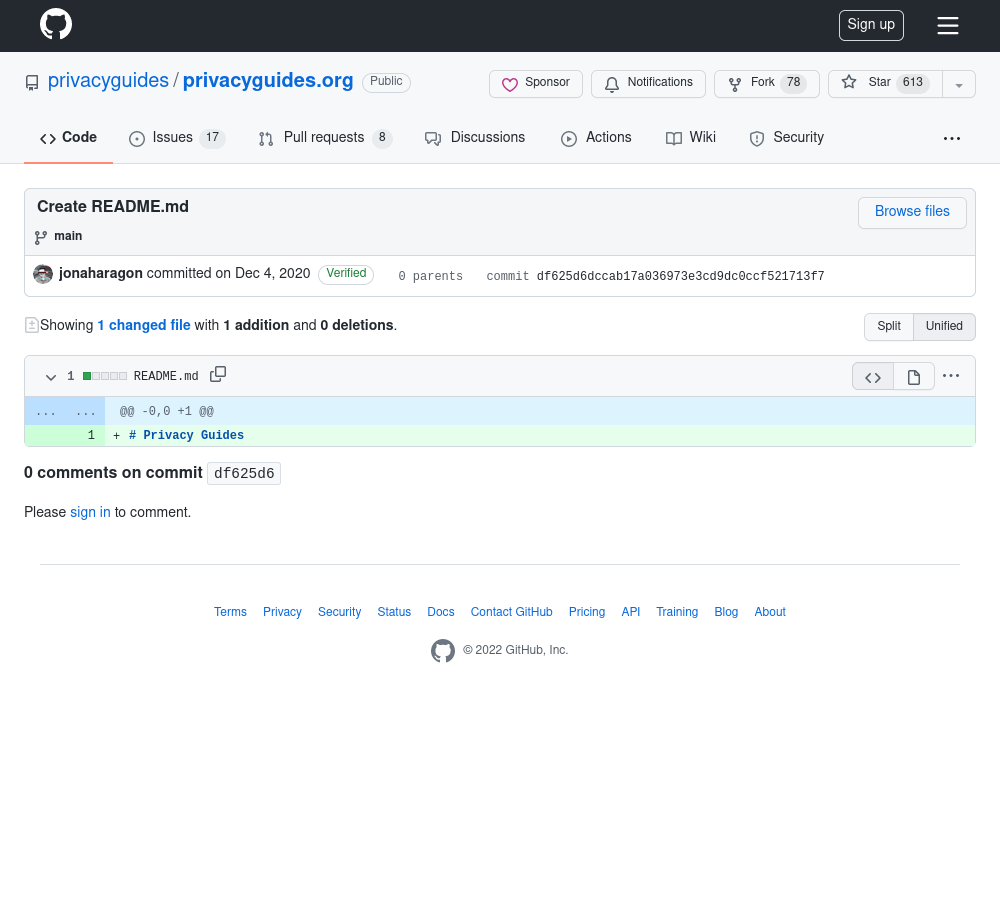 Sign up
privacyguides / privacyguides.org Public
Sponsor Notifications Fork 78 Star 613
Code Issues 17 Pull requests 8 Discussions Actions Wiki Security
Create README.md
Browse files
main
jonaharagon committed on Dec 4, 2020 Verified 0 parents commit df625d6dccab17a036973e3cd9dc0ccf521713f7
Showing 1 changed file with 1 addition and 0 deletions.
Split Unified
1 README.md
... ... @@ -0,0 +1 @@
1 + # Privacy Guides
0 comments on commit df625d6
Please sign in to comment.
Terms Privacy Security Status Docs Contact GitHub Pricing API Training Blog About
© 2022 GitHub, Inc.